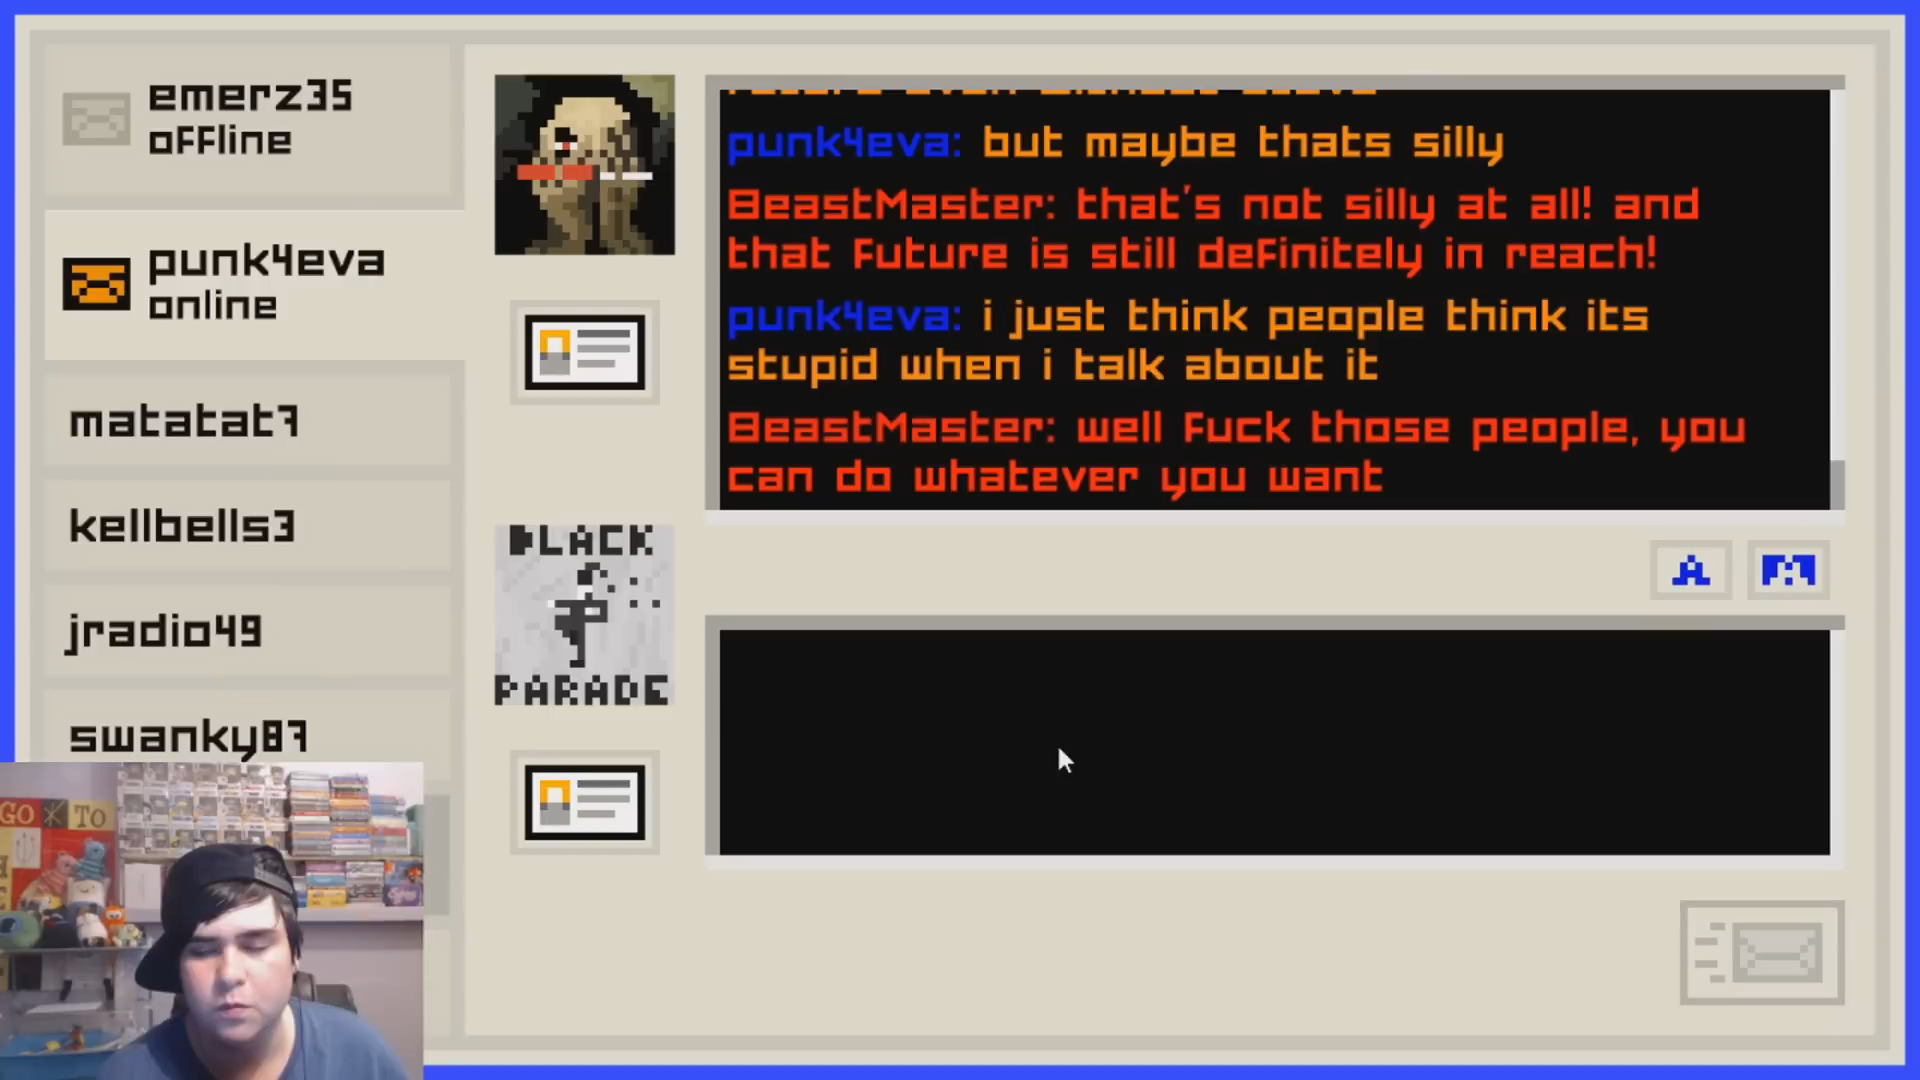 emerz35
offline
punk4eva
online
matatat7
kellbells3
jradio49
swanky87
punk4eva: but maybe thats silly
BeastMaster: that's not silly at all! and
that future is still definitely in reach!
punk4eva: i just think people think its
stupid when i talk about it
BeastMaster: well fuck those people, you
can do whatever you want
BLACK
PARADE
A
M
GO TO